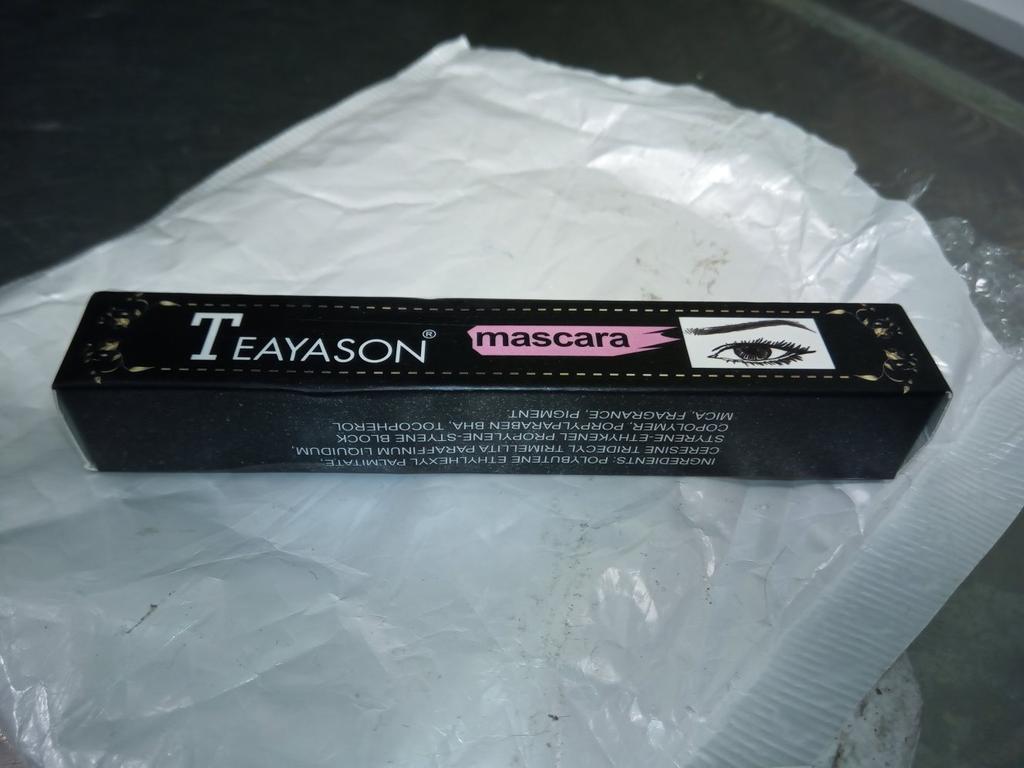 TEAYASON®
mascara
INGREDIENTS: POLYBUTENE ETHYLHEXYL PALMITATE,
CERESINE TRIDECYL TRIMELLITA PARAFFINUM LIQUIDUM,
STYRENE-ETHYKENEL PROPYLENE-STYENE BLOCK
COPOLYMER, PORPYLPARABEN BHA, TOCOPHEROL
MICA, FRAGRANCE, PIGMENT